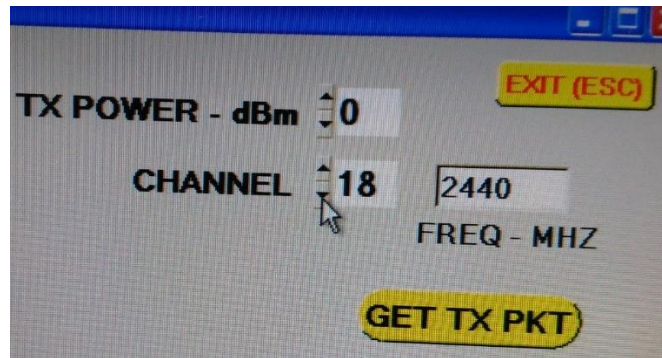 EXIT (ESC)
TX POWER - dBm 0
CHANNEL 18 2440
FREQ - MHZ
GET TX PKT